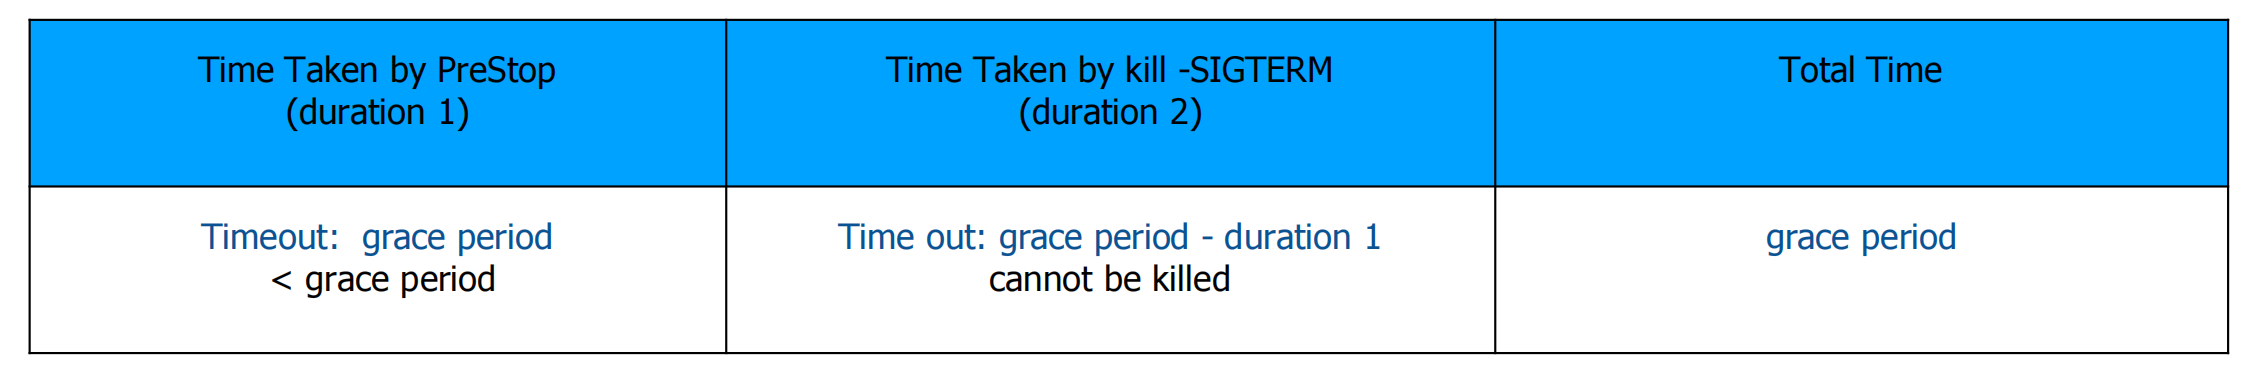 Time Taken by PreStop
(duration 1)
Time Taken by kill -SIGTERM
(duration 2)
Total Time
Timeout:  grace period
< grace period
Time out: grace period - duration 1
cannot be killed
grace period